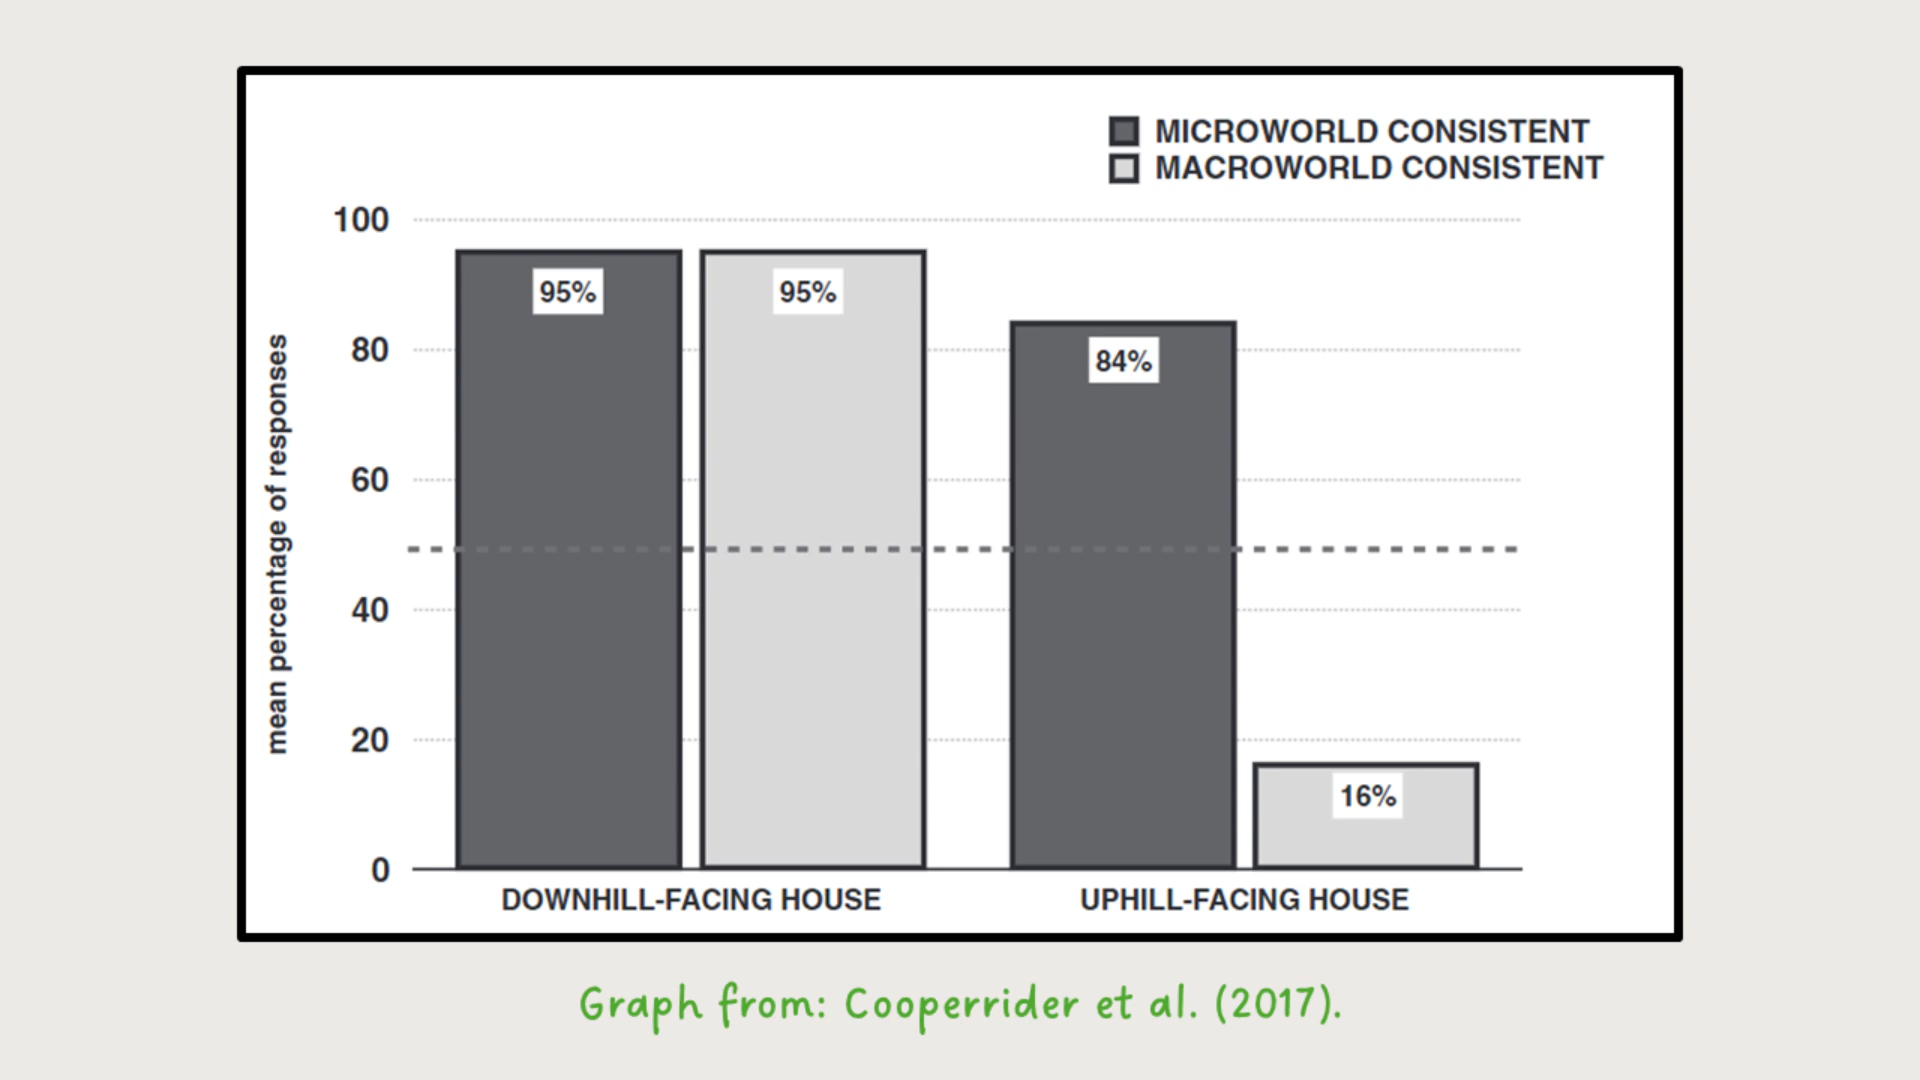 MICROWORLD CONSISTENT
MACROWORLD CONSISTENT
100
80
60
40
20
0
mean percentage of responses
95%
95%
84%
16%
DOWNHILL-FACING HOUSE
UPHILL-FACING HOUSE
Graph from: Cooperrider et al. (2017).